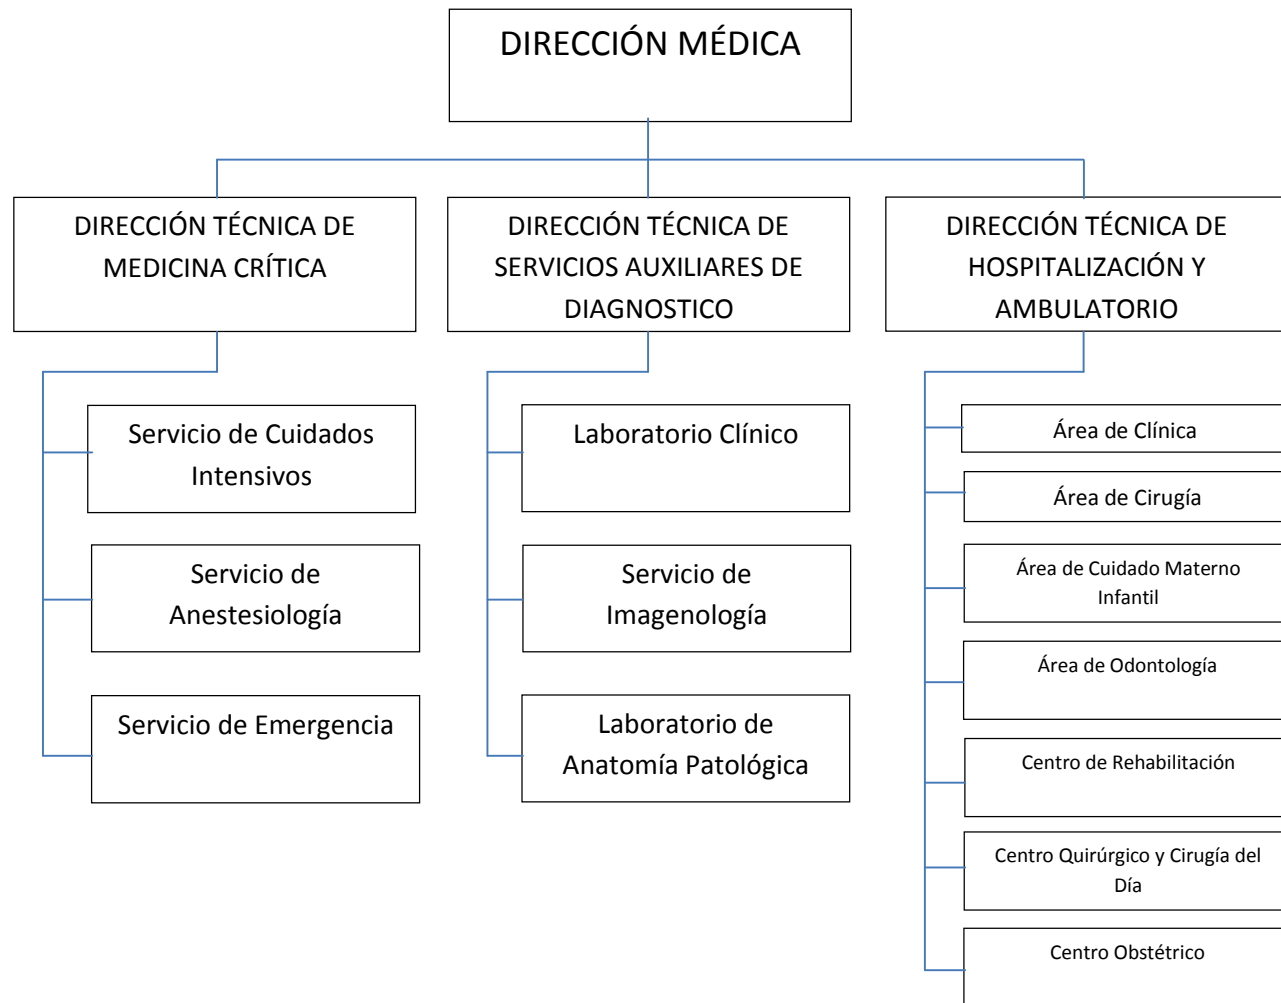 DIRECCIÓN MÉDICA
DIRECCIÓN TÉCNICA DE
MEDICINA CRÍTICA
DIRECCIÓN TÉCNICA DE
SERVICIOS AUXILIARES DE
DIAGNOSTICO
DIRECCIÓN TÉCNICA DE
HOSPITALIZACIÓN Y
AMBULATORIO
Servicio de Cuidados
Intensivos
Servicio de
Anestesiología
Servicio de Emergencia
Laboratorio Clínico
Servicio de
Imagenología
Laboratorio de
Anatomía Patológica
Área de Clínica
Área de Cirugía
Área de Cuidado Materno
Infantil
Área de Odontología
Centro de Rehabilitación
Centro Quirúrgico y Cirugía del
Día
Centro Obstétrico